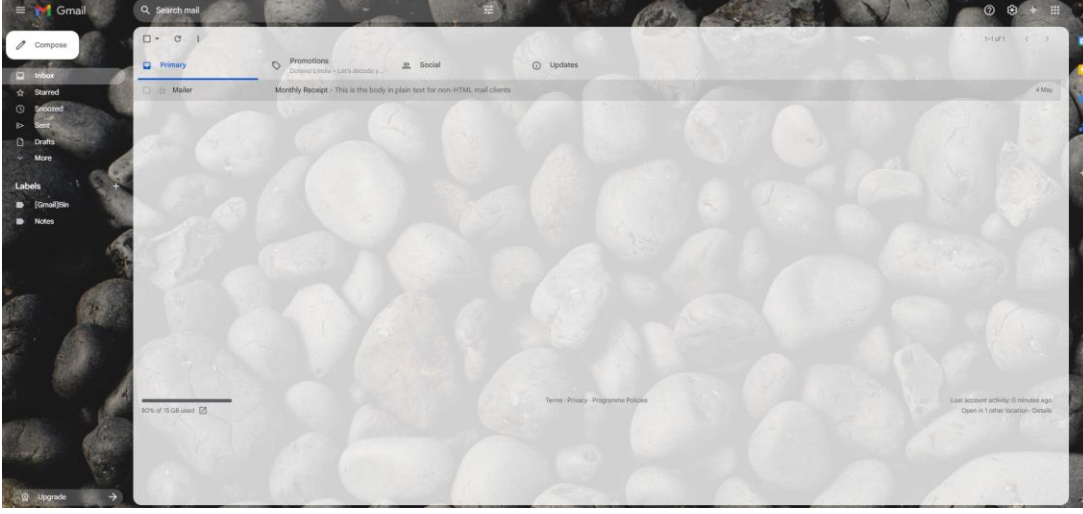 Gmail
Search mail
Compose
1–1 of 1
Primary
Promotions
Social
Updates
Inbox
Mailer
Monthly Receipt - This is the body in plain text for non-HTML mail clients
4 May
Starred
Snoozed
Sent
Drafts
More
Labels
[Gmail]Bin
Notes
80% of 15 GB used
Terms · Privacy · Programme Policies
Last account activity: 0 minutes ago
Open in 1 other location · Details
Upgrade